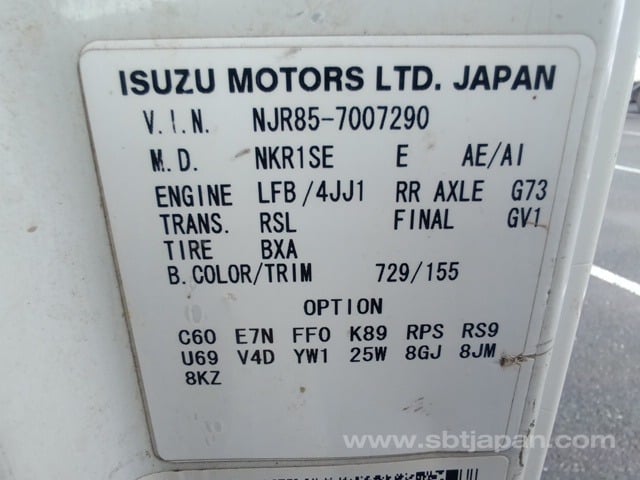 ISUZU MOTORS LTD. JAPAN
V.I.N. NJR85-7007290
M.D. NKR1SE E AE/AI
ENGINE LFB/4JJ1 RR AXLE G73
TRANS. RSL FINAL GV1
TIRE BXA
B.COLOR/TRIM 729/155
OPTION
C60 E7N FF0 K89 RPS RS9
U69 V4D YW1 25W 8GJ 8JM
8KZ
www.sbtjapan.com